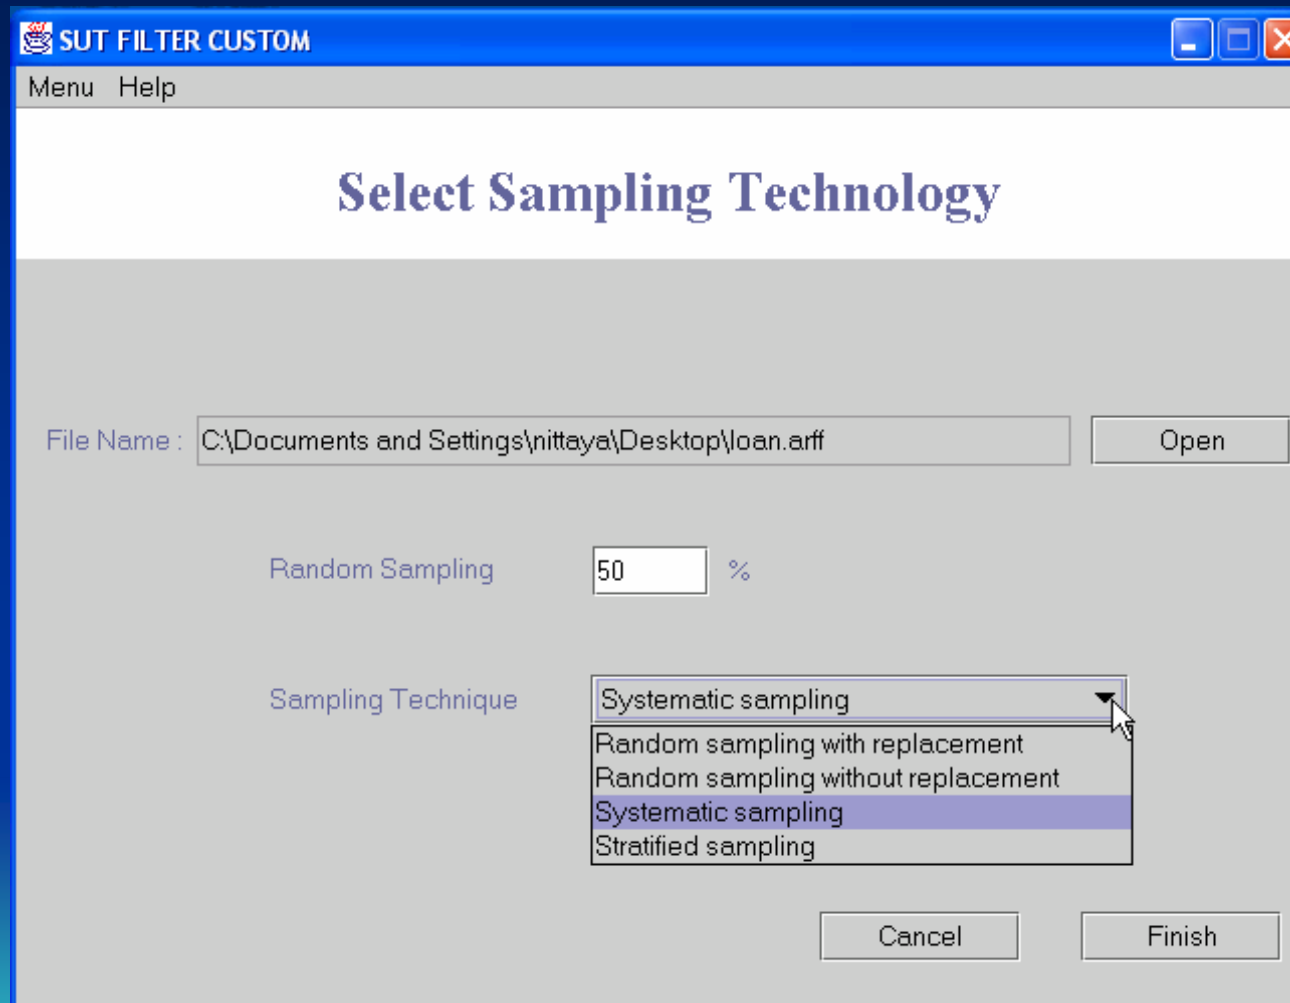 SUT FILTER CUSTOM
Menu Help
Select Sampling Technology
File Name : C:\Documents and Settings\nittaya\Desktop\loan.arff Open
Random Sampling 50 %
Sampling Technique Systematic sampling
Random sampling with replacement
Random sampling without replacement
Systematic sampling
Stratified sampling
Cancel Finish